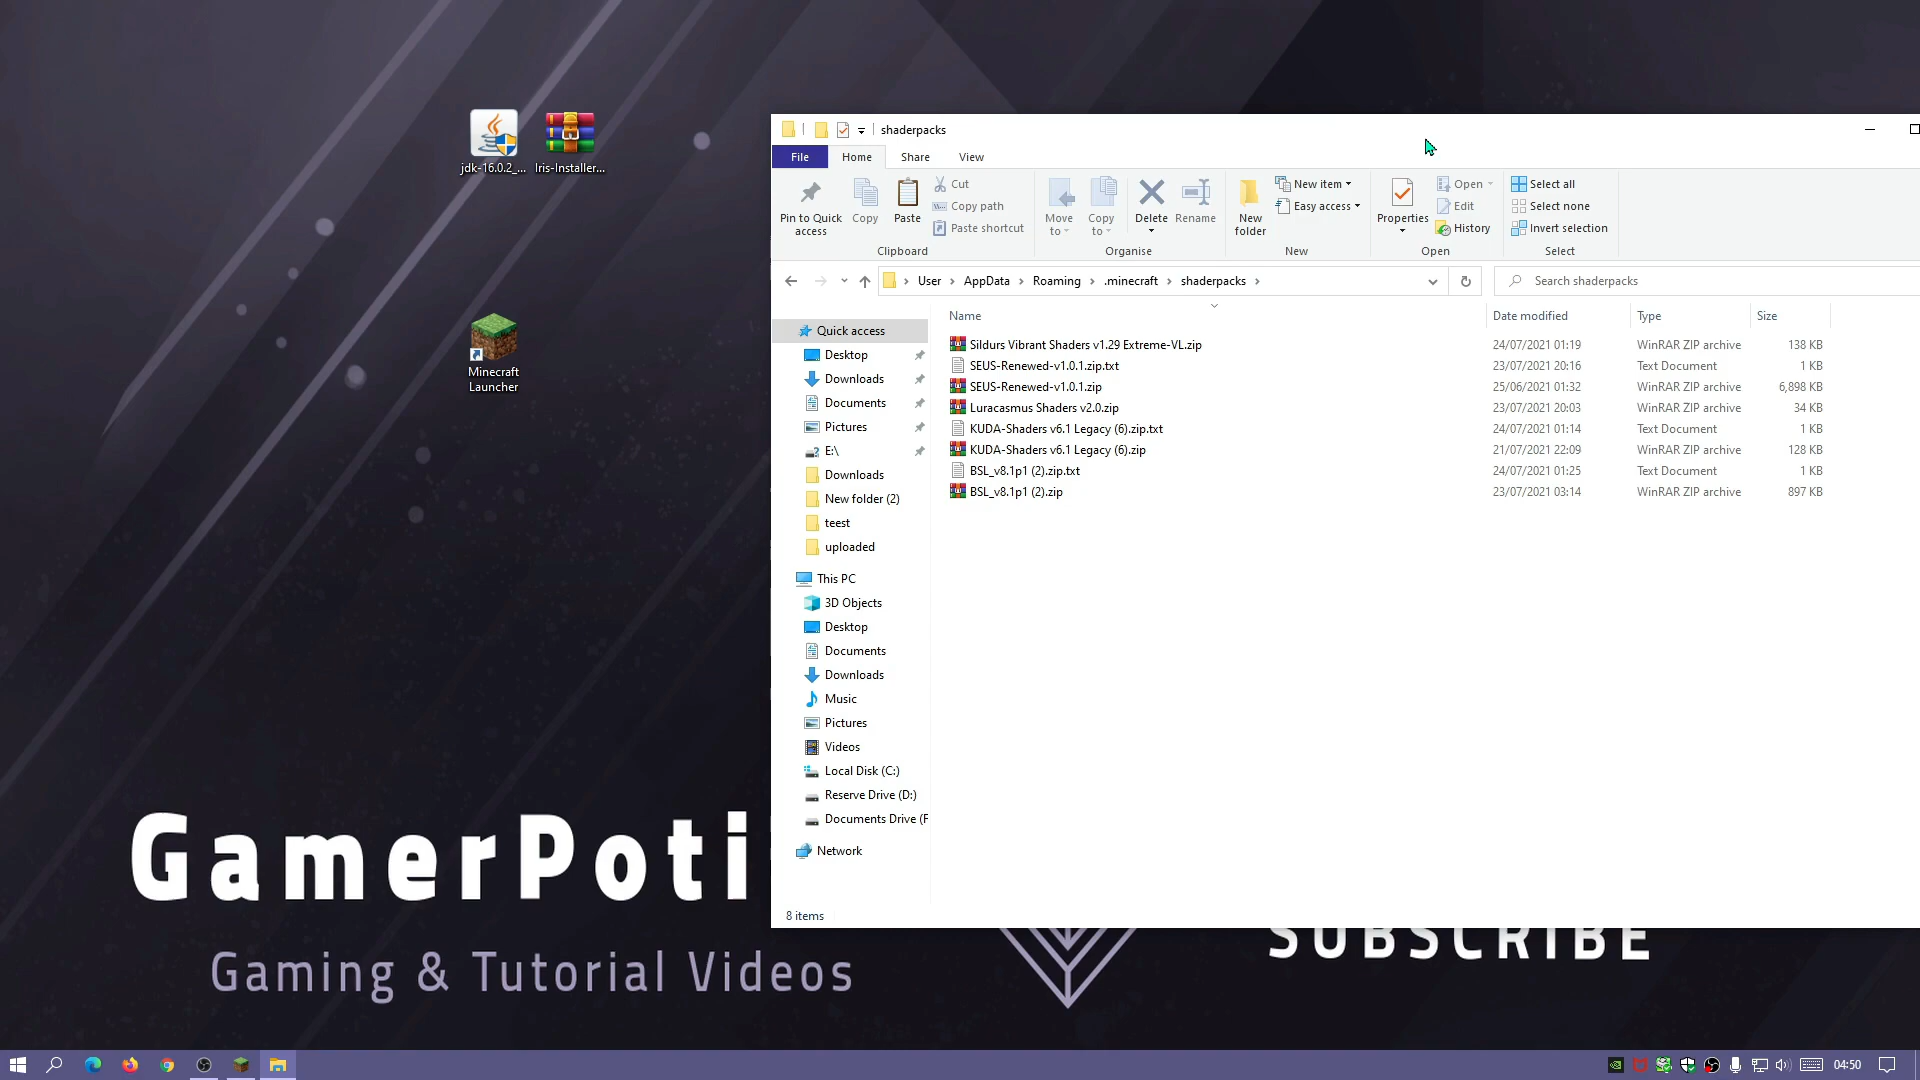 jdk-16.0.2_...
Iris-Installer...
Minecraft
Launcher
GamerPoti
Gaming & Tutorial Videos
SUBSCRIBE
shaderpacks
File
Home
Share
View
Pin to Quick
access
Copy
Paste
Cut
Copy path
Paste shortcut
Clipboard
Move
to
Copy
to
Delete
Rename
Organise
New
folder
New item
Easy access
New
Properties
Open
Edit
History
Open
Select all
Select none
Invert selection
Select
User
AppData
Roaming
.minecraft
shaderpacks
Search shaderpacks
Quick access
Desktop
Downloads
Documents
Pictures
E:\
Downloads
New folder (2)
teest
uploaded
This PC
3D Objects
Desktop
Documents
Downloads
Music
Pictures
Videos
Local Disk (C:)
Reserve Drive (D:)
Documents Drive (F
Network
Name Date modified Type Size
Sildurs Vibrant Shaders v1.29 Extreme-VL.zip 24/07/2021 01:19 WinRAR ZIP archive 138 KB
SEUS-Renewed-v1.0.1.zip.txt 23/07/2021 20:16 Text Document 1 KB
SEUS-Renewed-v1.0.1.zip 25/06/2021 01:32 WinRAR ZIP archive 6,898 KB
Luracasmus Shaders v2.0.zip 23/07/2021 20:03 WinRAR ZIP archive 34 KB
KUDA-Shaders v6.1 Legacy (6).zip.txt 24/07/2021 01:14 Text Document 1 KB
KUDA-Shaders v6.1 Legacy (6).zip 21/07/2021 22:09 WinRAR ZIP archive 128 KB
BSL_v8.1p1 (2).zip.txt 24/07/2021 01:25 Text Document 1 KB
BSL_v8.1p1 (2).zip 23/07/2021 03:14 WinRAR ZIP archive 897 KB
8 items
04:50